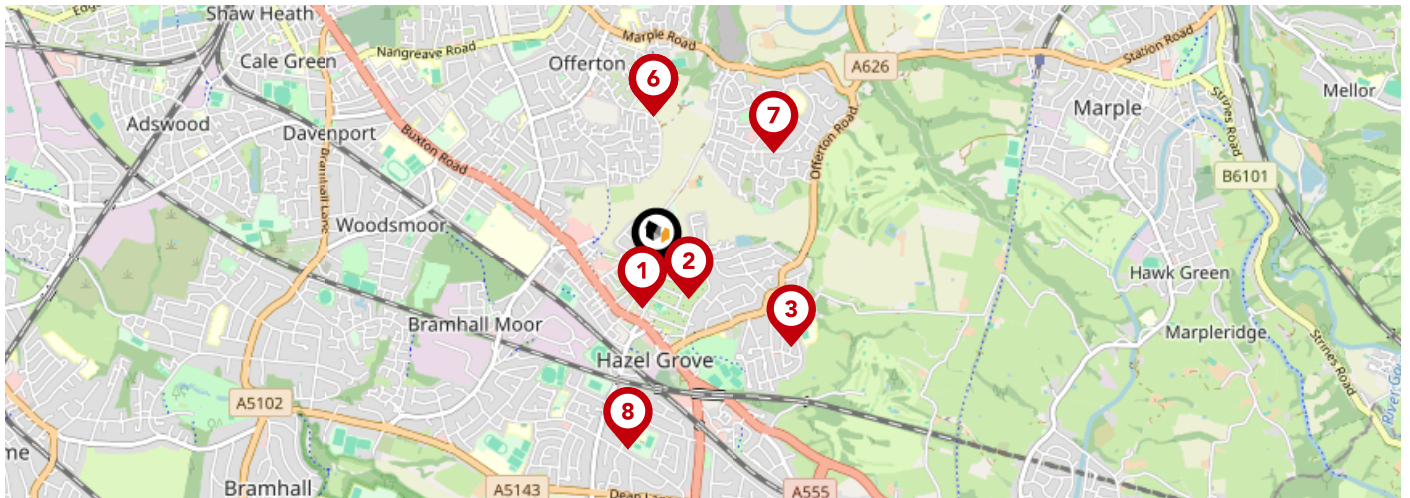 Shaw Heath
Marple Road
Station Road
Nangreave Road
Cale Green
Offerton
A626
6
Mellor
Strines Road
Marple
7
Adswood
Davenport
Buxton Road
Offerton Road
Bramhall Lane
B6101
Woodsmoor
1
2
Hawk Green
3
Bramhall Moor
Marpleridge
Hazel Grove
Strines Road
A5102
8
me
Bramhall
A5143
Dean Lane
A555